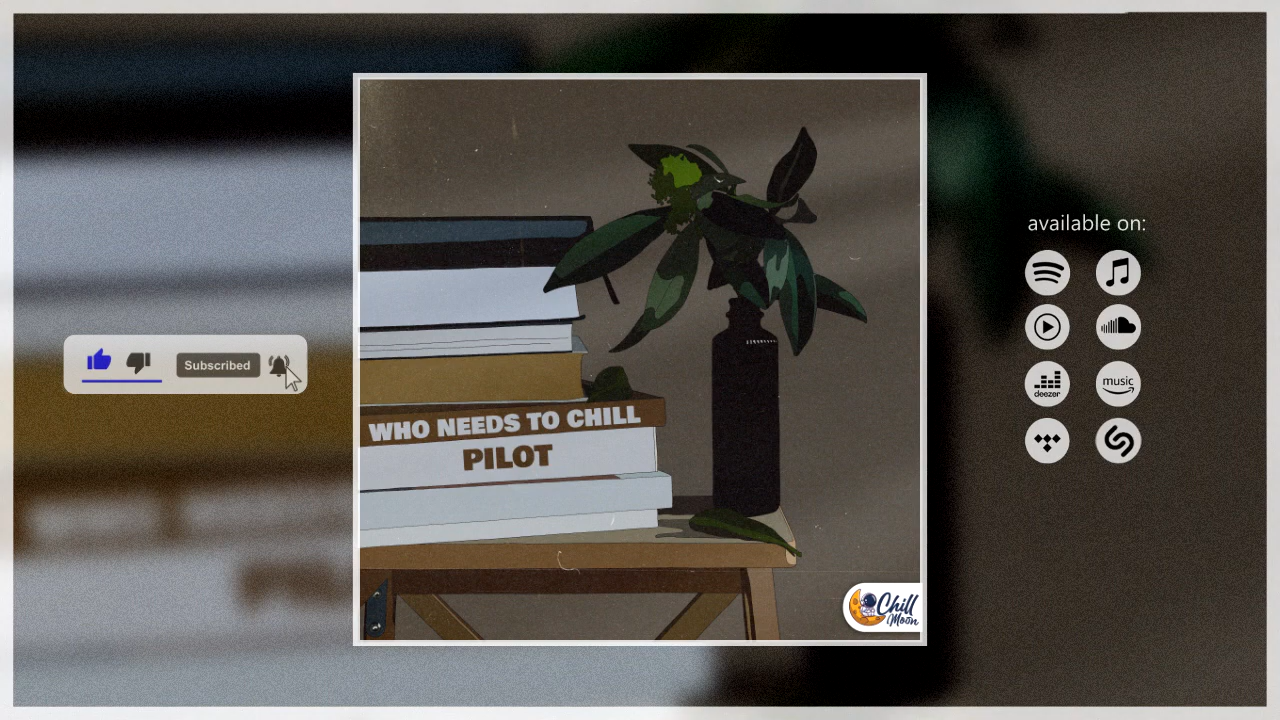 Subscribed
WHO NEEDS TO CHILL
PILOT
Chill
Moon
available on:
deezer
music